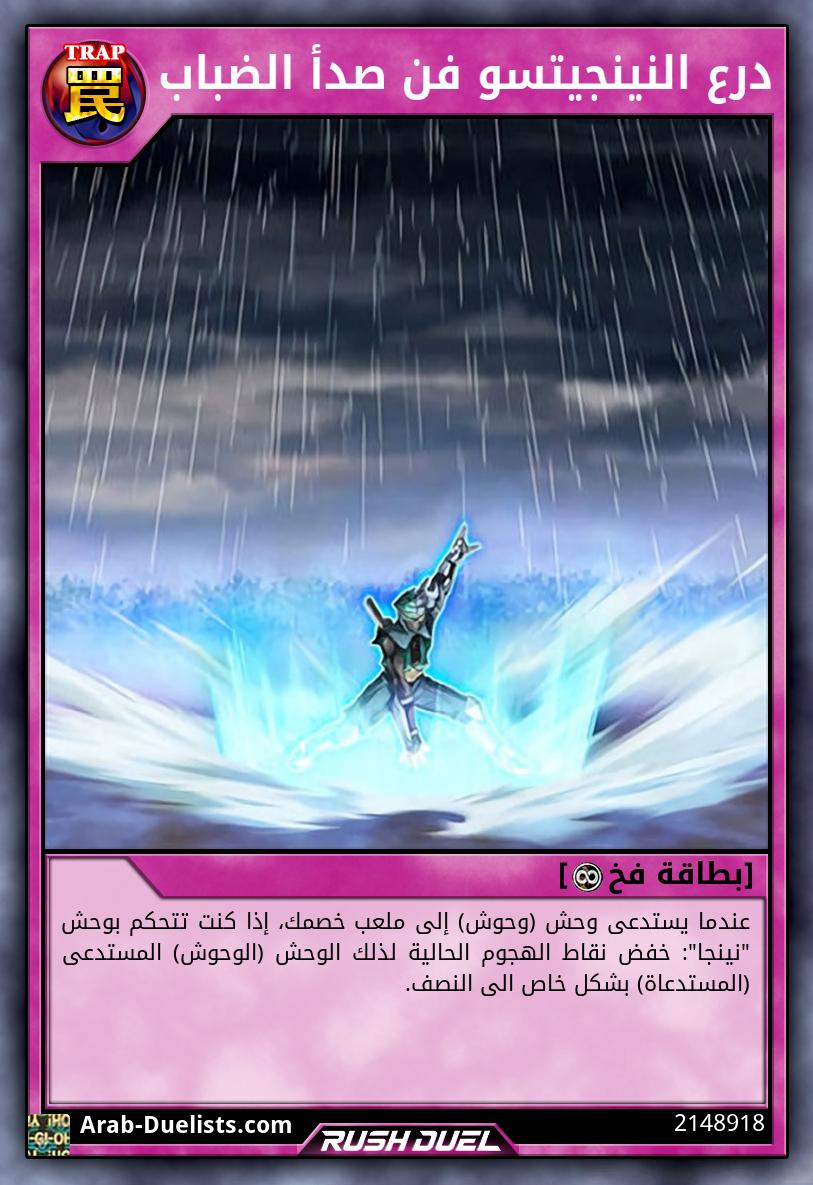 TRAP
罠
درع النينجيتسو فن صدأ الضباب
[بطاقة فخ ∞]
عندما يستدعى وحش (وحوش) إلى ملعب خصمك، إذا كنت تتحكم بوحش
"نينجا": خفض نقاط الهجوم الحالية لذلك الوحش (الوحوش) المستدعى
(المستدعاة) بشكل خاص الى النصف.
Arab-Duelists.com
RUSH DUEL
2148918